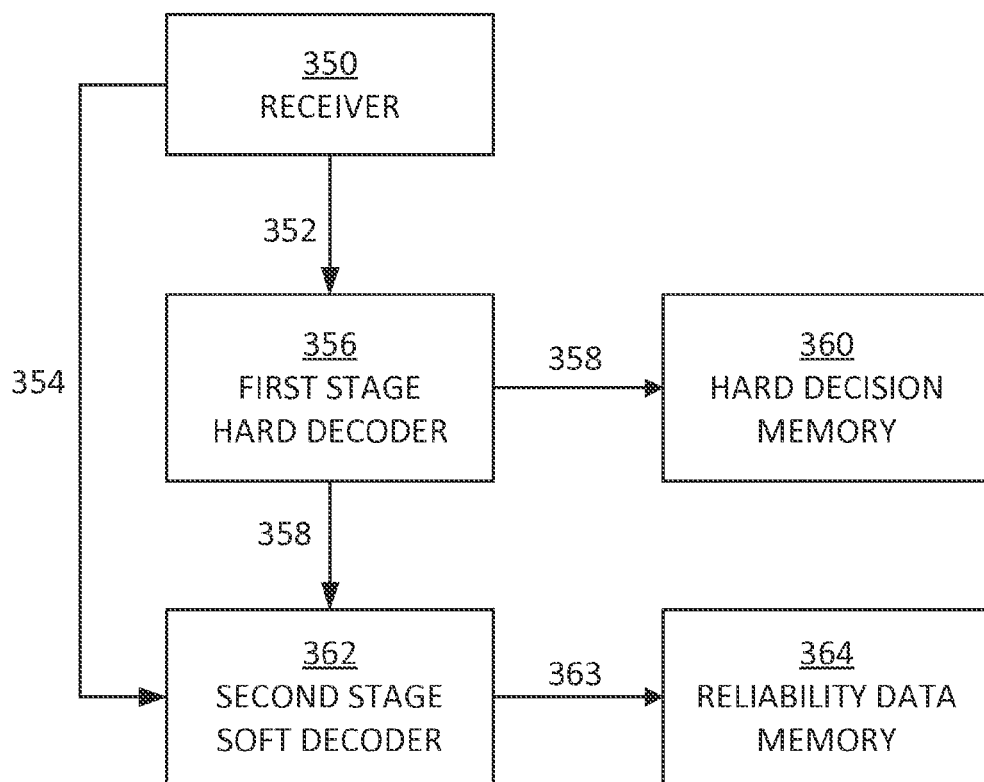 350
RECEIVER
352
354
356
FIRST STAGE
HARD DECODER
358
360
HARD DECISION
MEMORY
358
362
SECOND STAGE
SOFT DECODER
363
364
RELIABILITY DATA
MEMORY